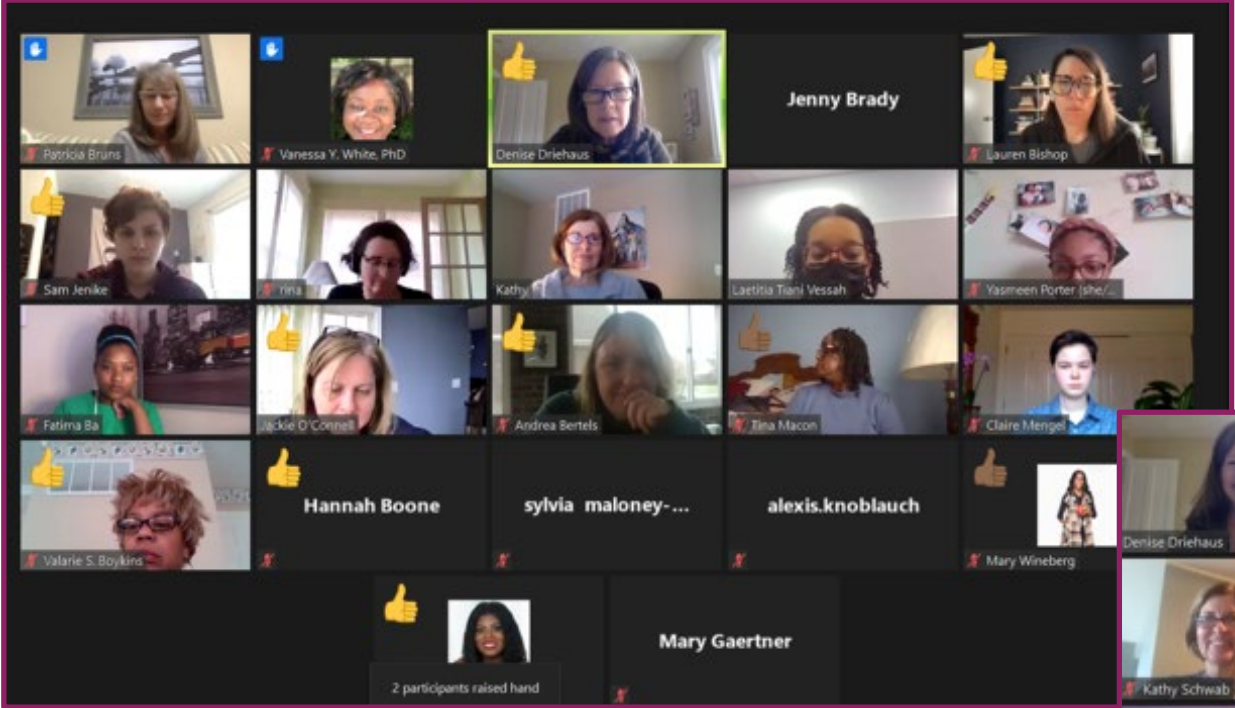 Patricia Bruns
Vanessa Y. White, PhD
Denise Driehaus
Jenny Brady
Lauren Bishop
Sam Jenike
rina
Kathy
Laetitia Tiani Vessah
Yasmeen Porter (she/...
Fatima Ba
Jackie O'Connell
Andrea Bertels
Tina Macon
Claire Mengel
Valarie S. Boykins
Hannah Boone
sylvia maloney-...
alexis.knoblauch
Mary Wineberg
Denise Driehaus
2 participants raised hand
Mary Gaertner
Kathy Schwab